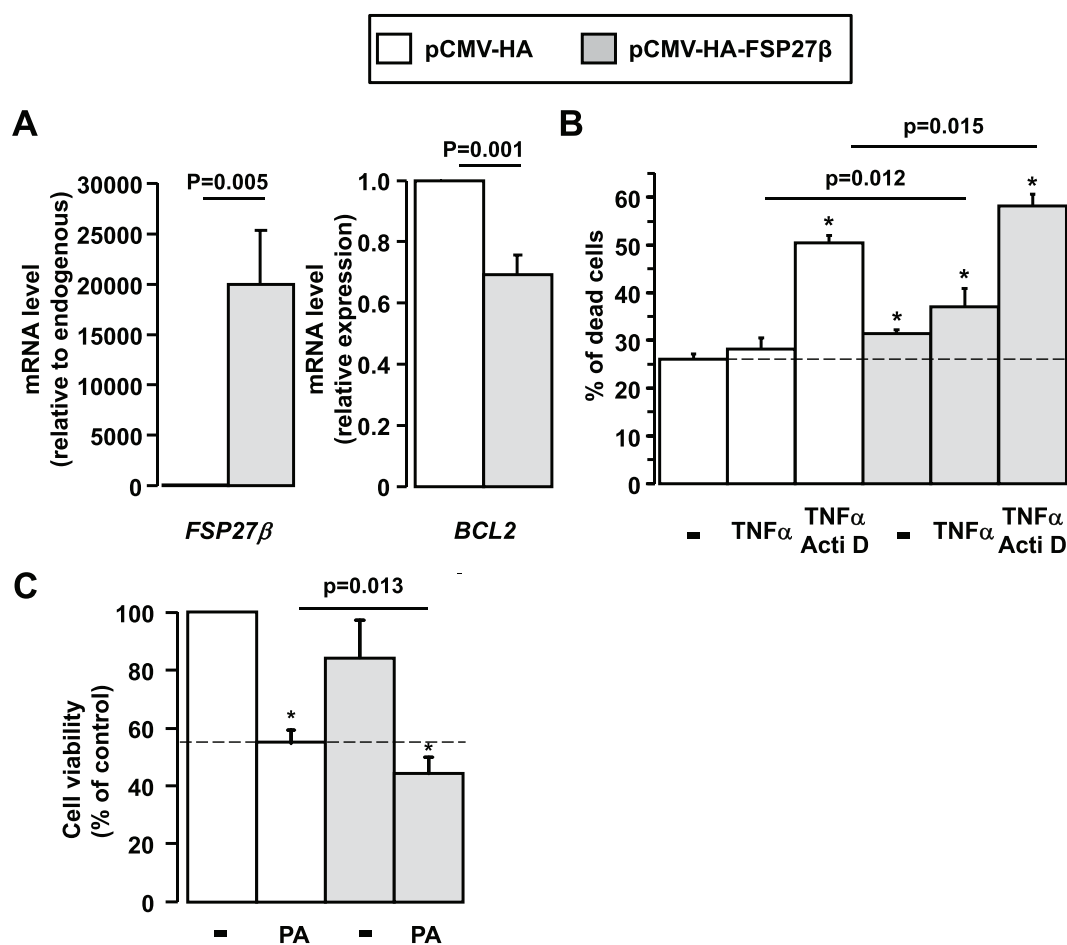 pCMV-HA pCMV-HA-FSP27β
A
B
P=0.005
P=0.001
p=0.015
p=0.012
mRNA level
(relative to endogenous)
30000
25000
20000
15000
10000
5000
0
FSP27β
mRNA level
(relative expression)
1.0
0.8
0.6
0.4
0.2
0
BCL2
% of dead cells
60
50
40
30
20
10
0
* * * *
- TNFα TNFα Acti D - TNFα TNFα Acti D
C
p=0.013
Cell viability
(% of control)
100
80
60
40
20
0
* *
- PA - PA